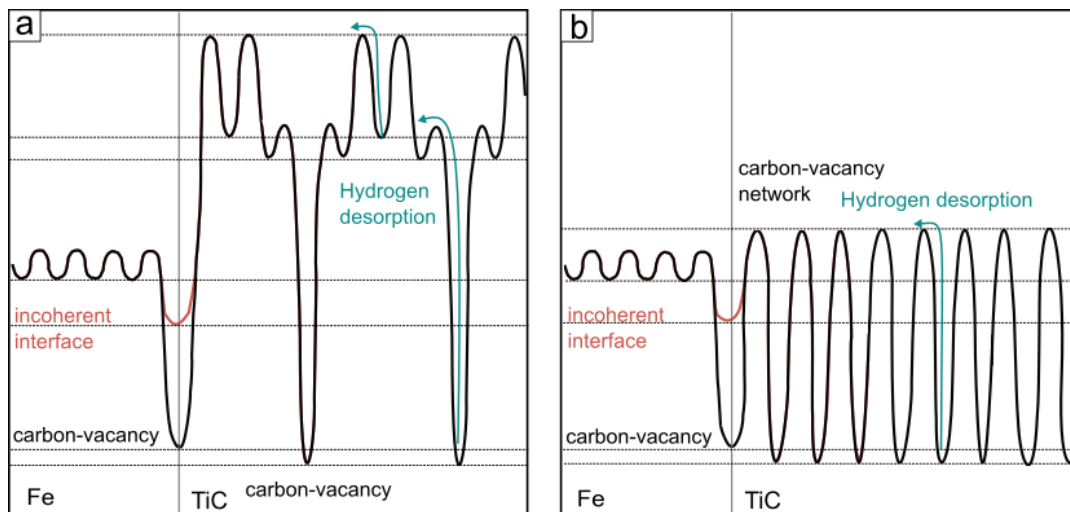 a
Hydrogen
desorption
incoherent
interface
carbon-vacancy
carbon-vacancy
Fe
TiC
b
carbon-vacancy
network
Hydrogen desorption
incoherent
interface
carbon-vacancy
Fe
TiC